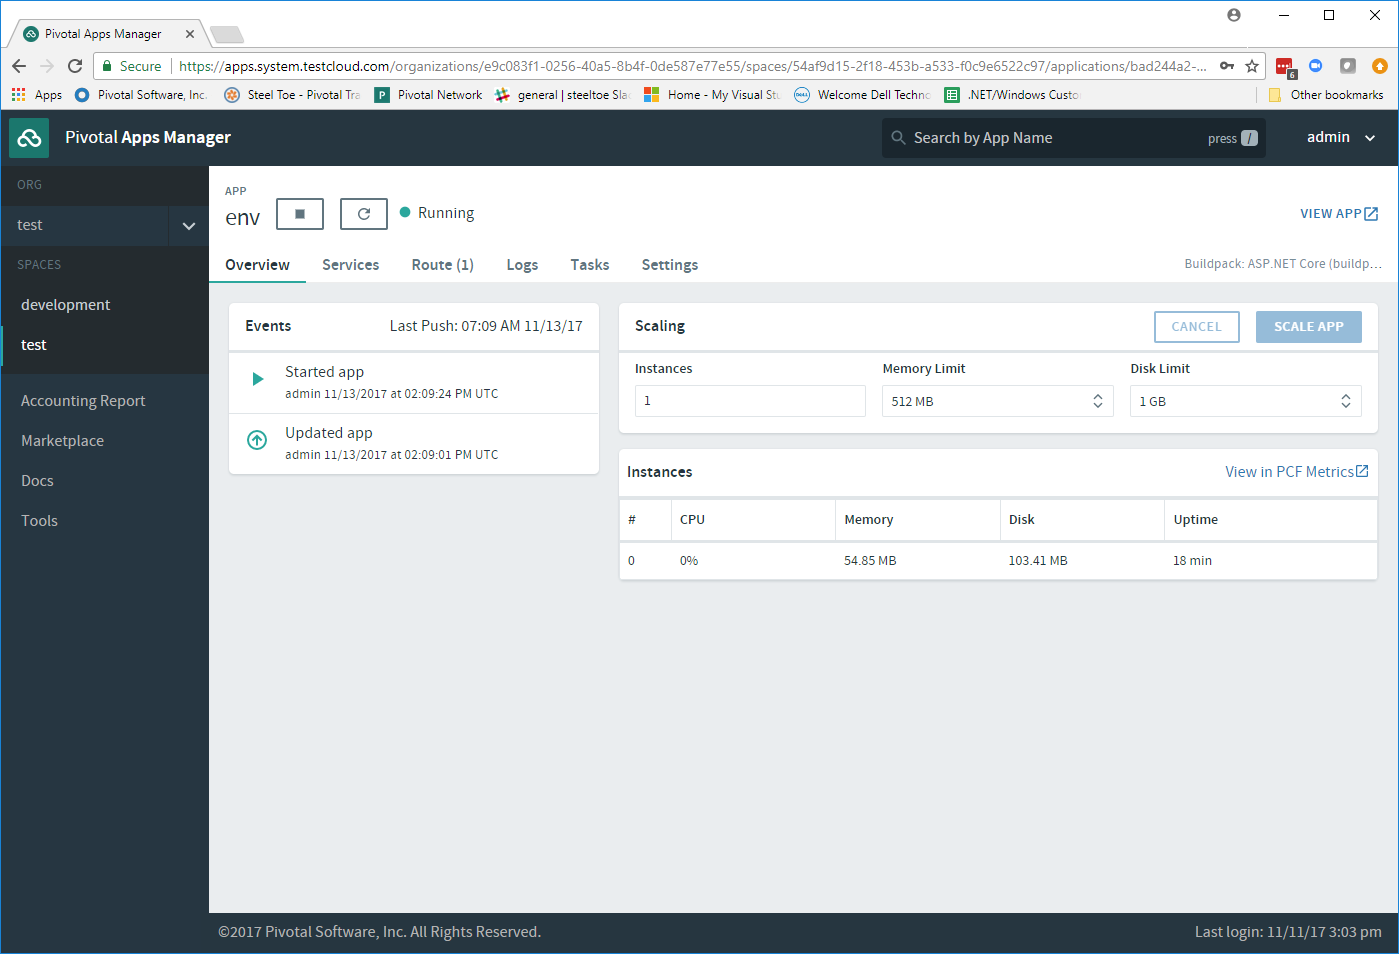 Pivotal Apps Manager
Secure
https://apps.system.testcloud.com/organizations/e9c083f1-0256-40a5-8b4f-0de587e77e55/spaces/54af9d15-2f18-453b-a533-f0c9e6522c97/applications/bad244a2-...
6
Apps
Pivotal Software, Inc.
Steel Toe - Pivotal Tra
P
Pivotal Network
general | steeltoe Sla
Home - My Visual Stu
DELL
Welcome Dell Techno
.NET/Windows Custo
Other bookmarks
Pivotal Apps Manager
Search by App Name
press /
admin
ORG
test
SPACES
development
test
Accounting Report
Marketplace
Docs
Tools
APP
env
Running
VIEW APP
Overview
Services
Route (1)
Logs
Tasks
Settings
Buildpack: ASP.NET Core (buildp...
Events
Last Push: 07:09 AM 11/13/17
Started app
admin 11/13/2017 at 02:09:24 PM UTC
Updated app
admin 11/13/2017 at 02:09:01 PM UTC
Scaling
CANCEL
SCALE APP
Instances
Memory Limit
Disk Limit
1
512 MB
1 GB
Instances
View in PCF Metrics
# CPU Memory Disk Uptime
0 0% 54.85 MB 103.41 MB 18 min
©2017 Pivotal Software, Inc. All Rights Reserved.
Last login: 11/11/17 3:03 pm